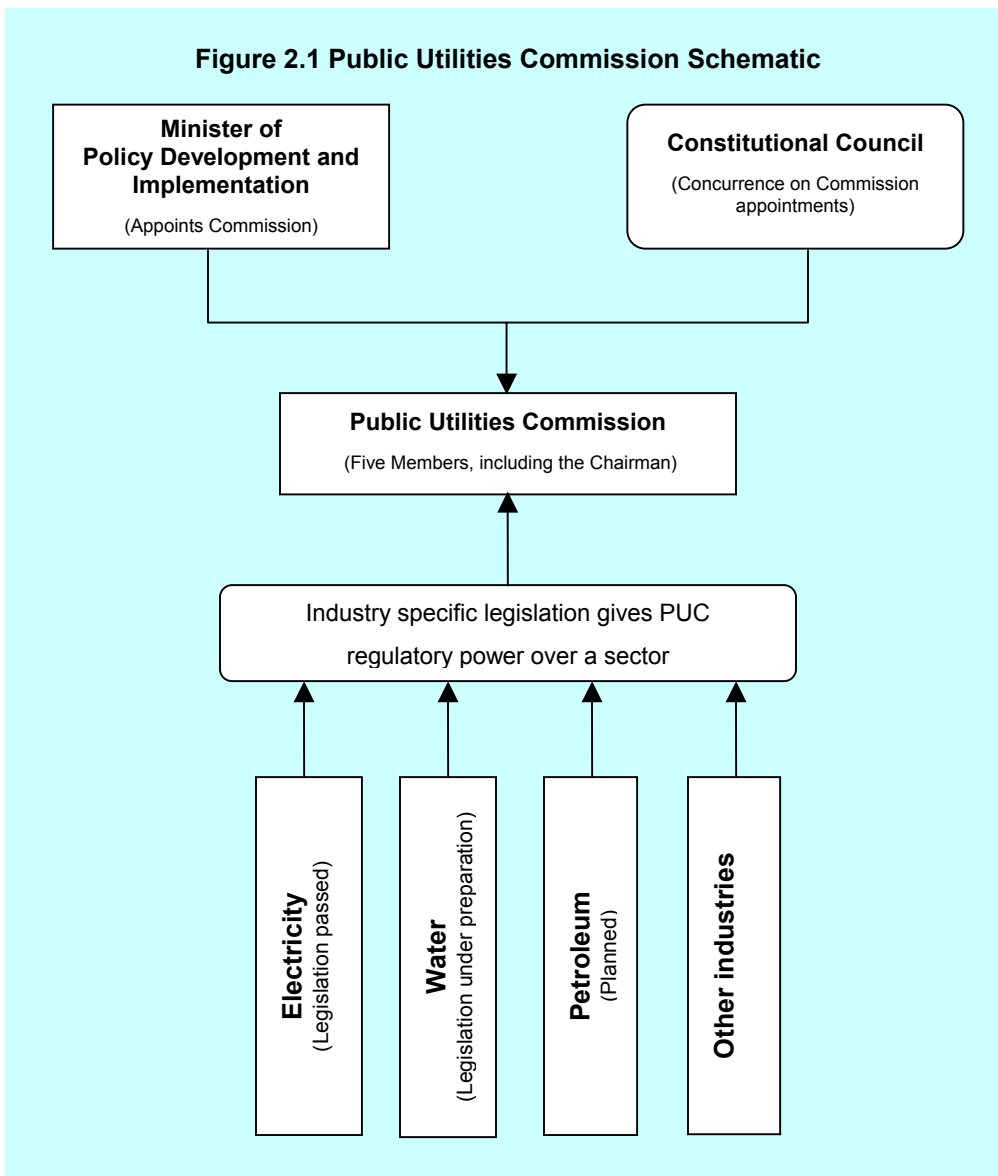 Figure 2.1 Public Utilities Commission Schematic
Minister of
Policy Development and
Implementation
(Appoints Commission)
Constitutional Council
(Concurrence on Commission
appointments)
Public Utilities Commission
(Five Members, including the Chairman)
Industry specific legislation gives PUC
regulatory power over a sector
Electricity
(Legislation passed)
Water
(Legislation under preparation)
Petroleum
(Planned)
Other industries